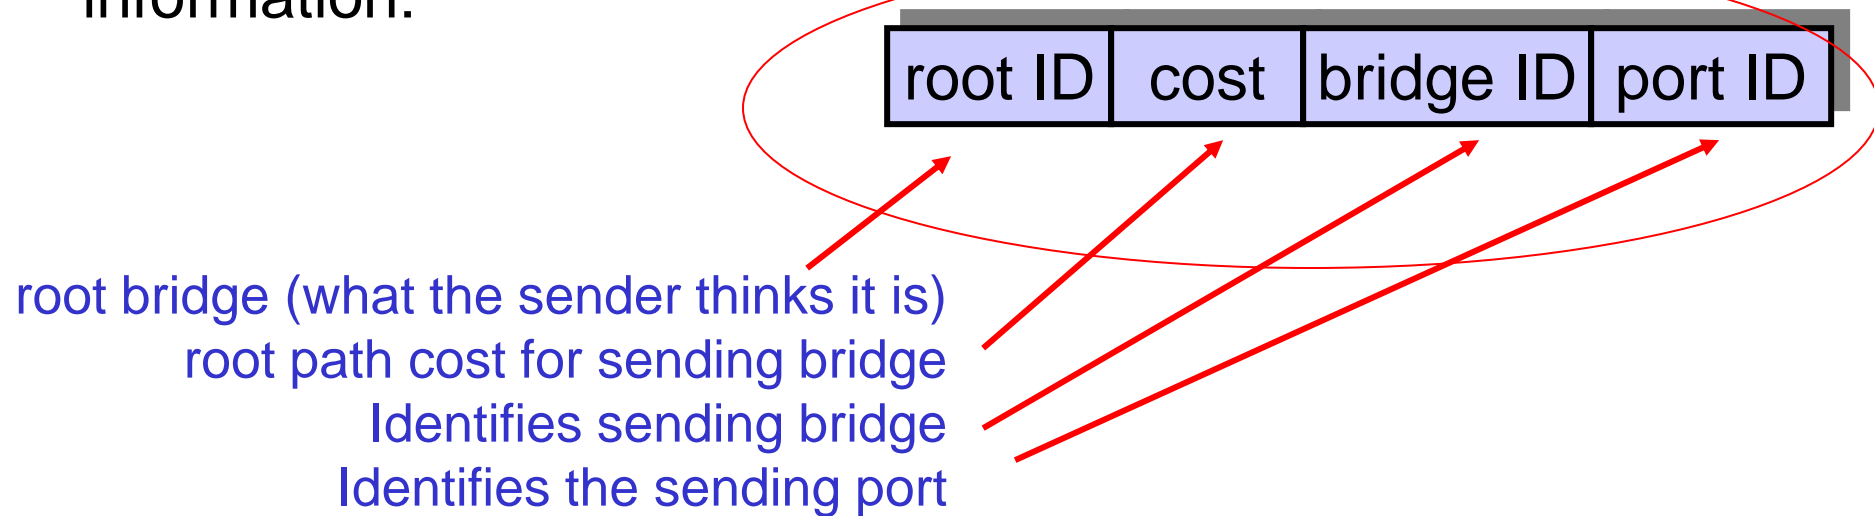 information:
root ID cost bridge ID port ID
root bridge (what the sender thinks it is)
root path cost for sending bridge
Identifies sending bridge
Identifies the sending port